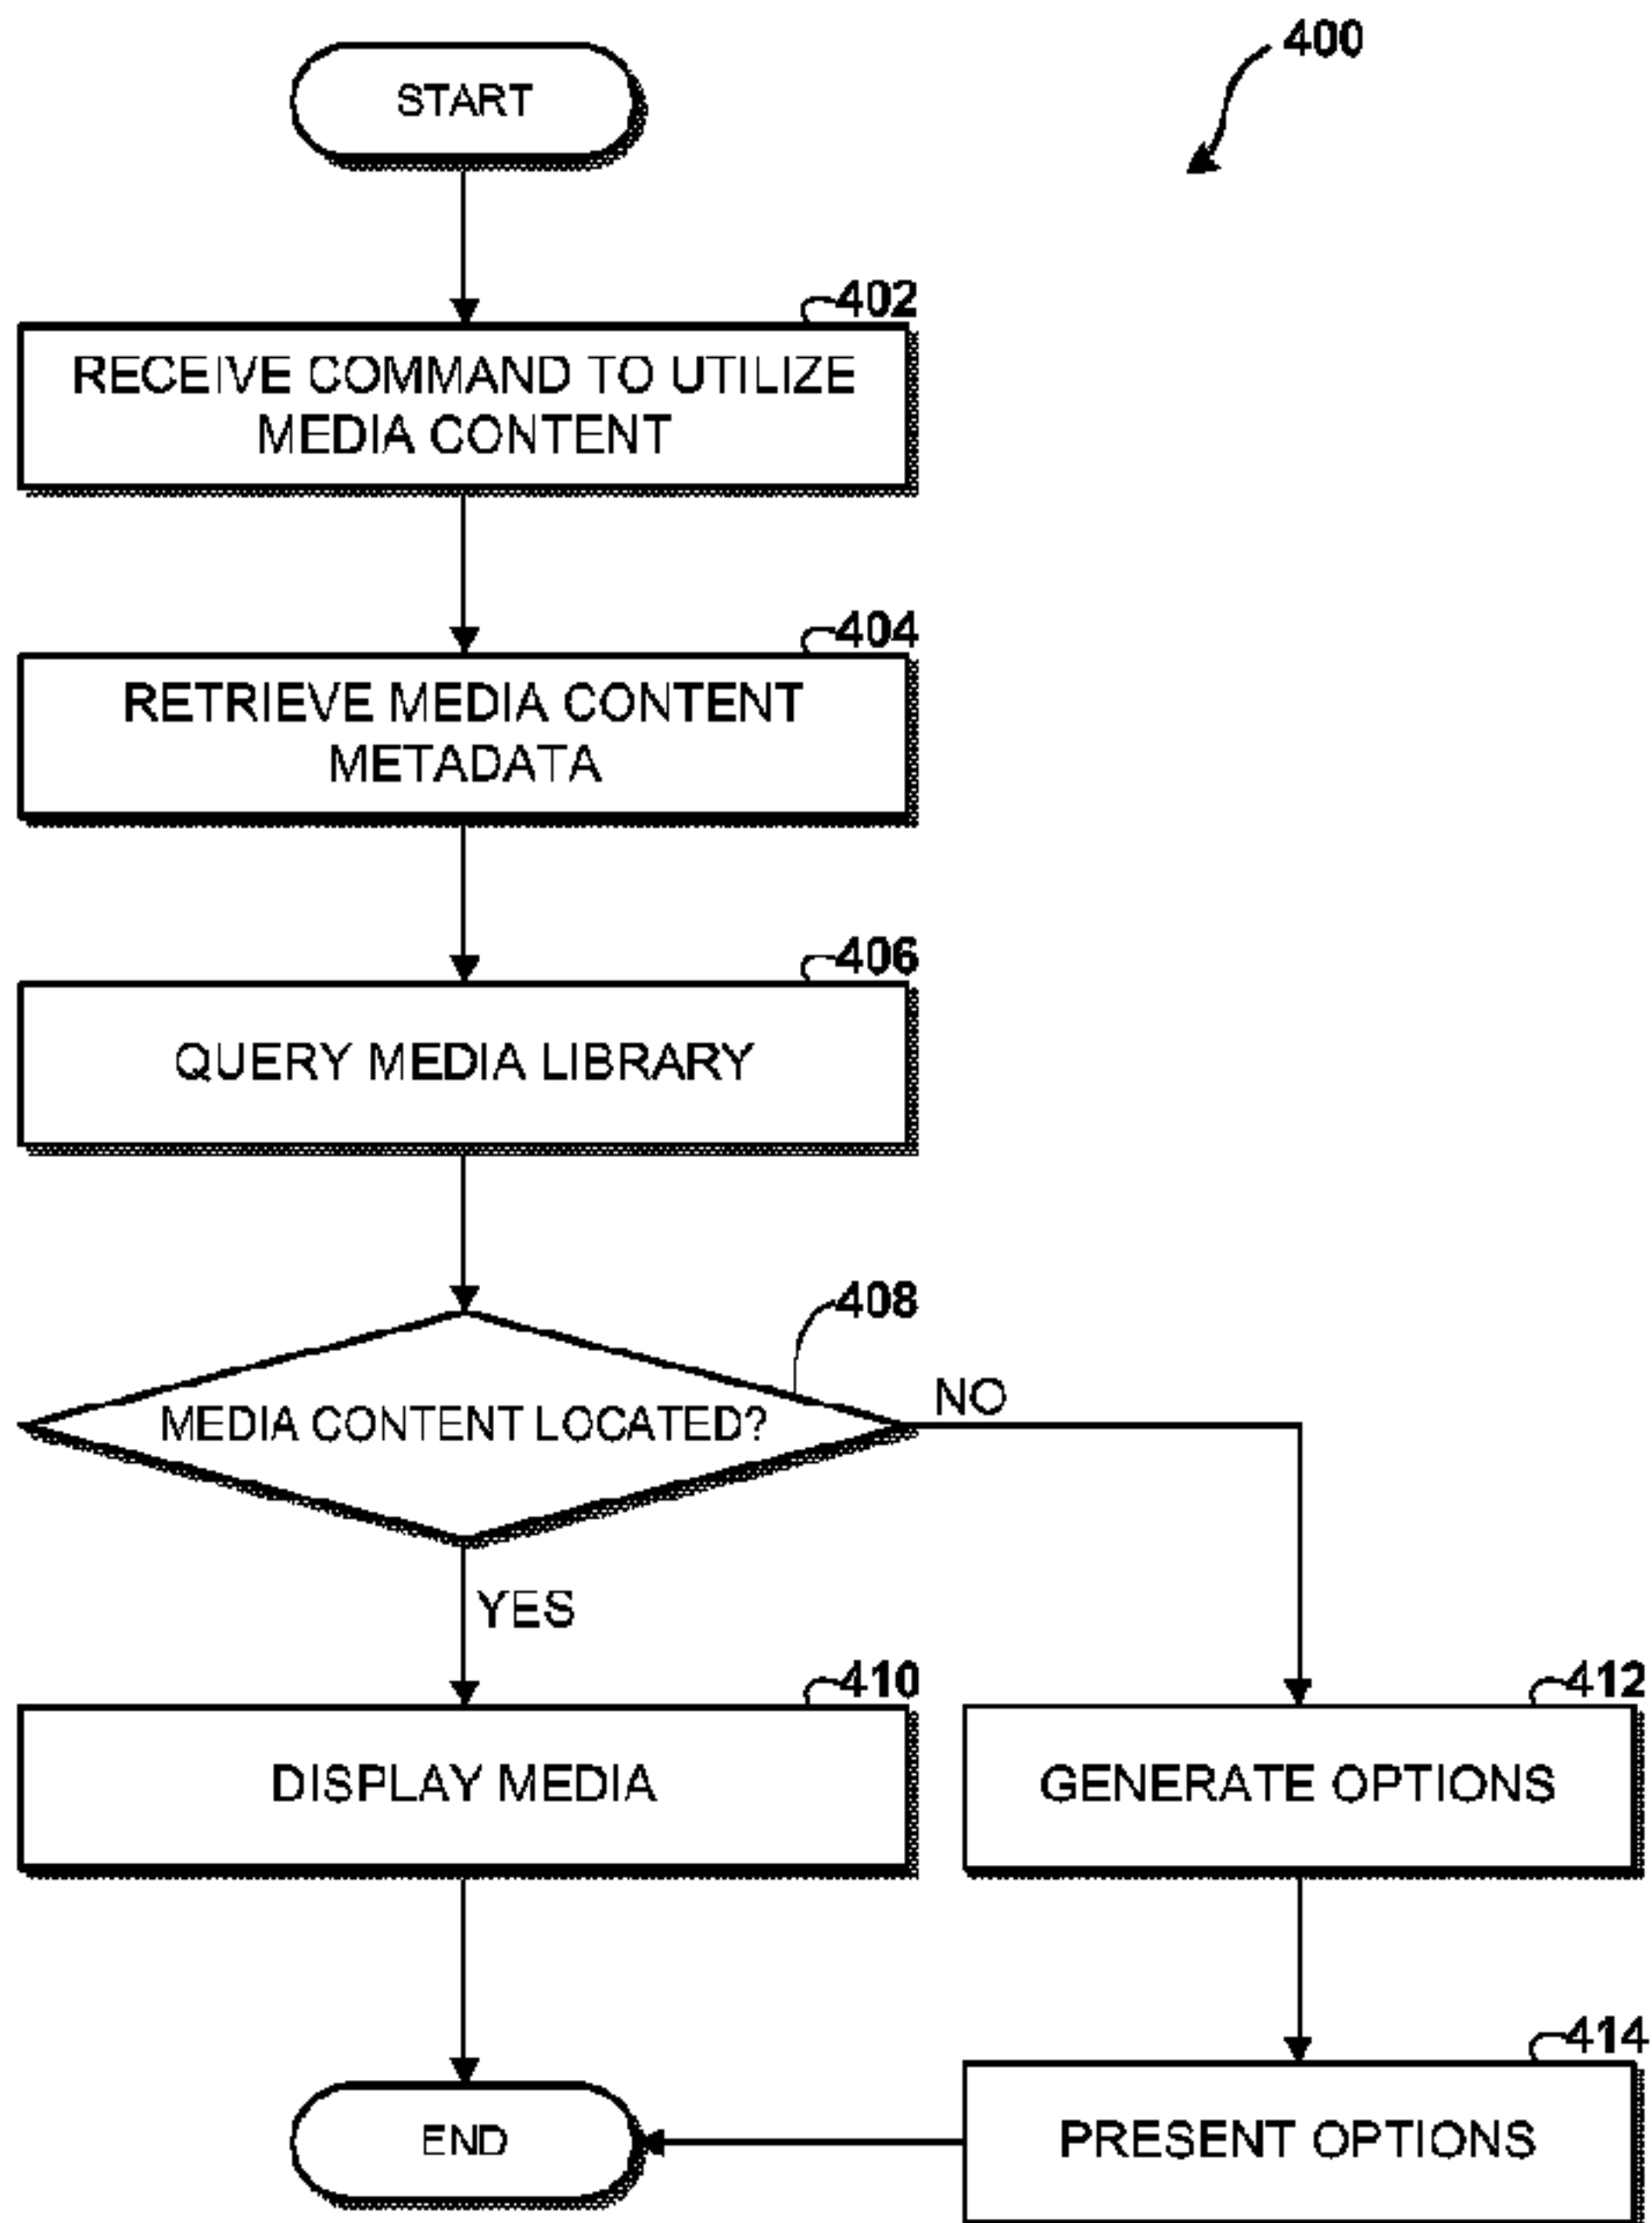 400
START
402
RECEIVE COMMAND TO UTILIZE
MEDIA CONTENT
404
RETRIEVE MEDIA CONTENT
METADATA
406
QUERY MEDIA LIBRARY
408
MEDIA CONTENT LOCATED?
NO
YES
410
DISPLAY MEDIA
412
GENERATE OPTIONS
414
PRESENT OPTIONS
END